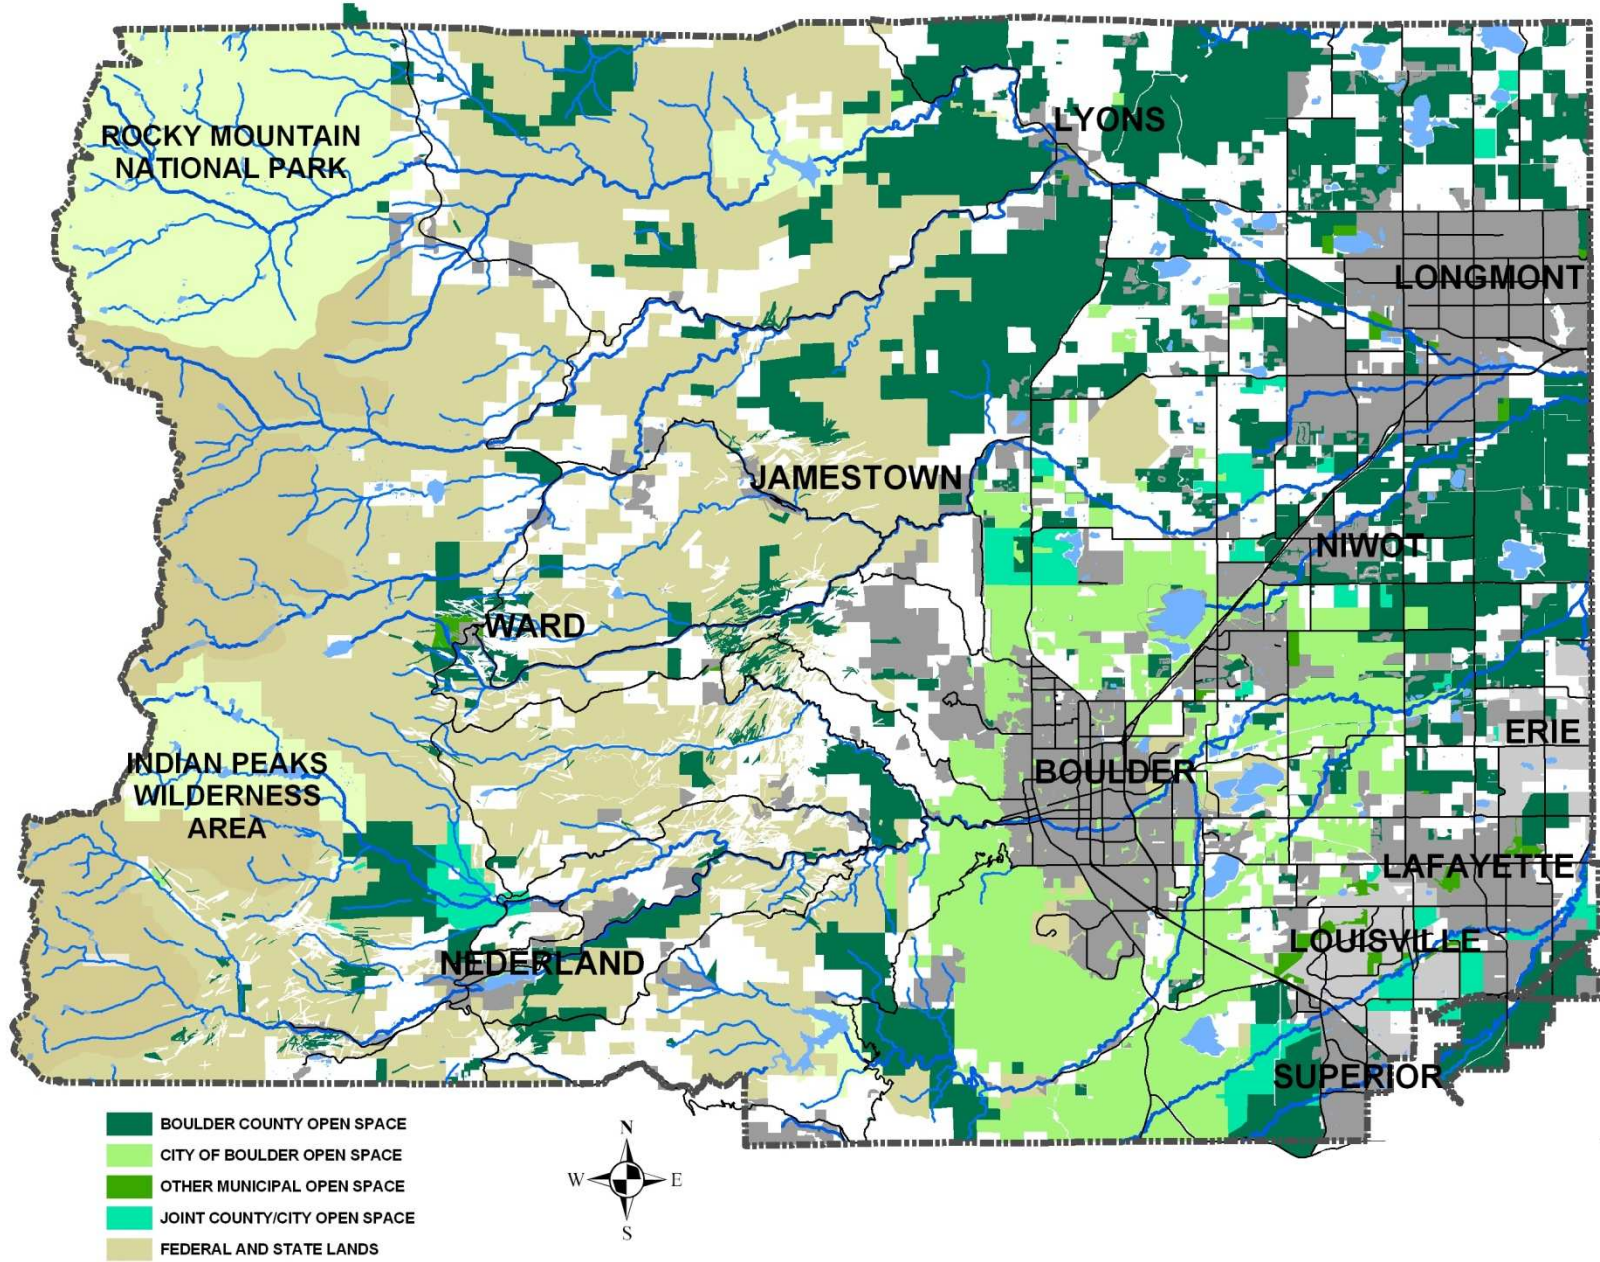 LYONS
ROCKY MOUNTAIN
NATIONAL PARK
LONGMONT
JAMESTOWN
NIWOT
WARD
ERIE
INDIAN PEAKS
WILDERNESS
AREA
BOULDER
LAFAYETTE
LOUISVILLE
NEDERLAND
SUPERIOR
BOULDER COUNTY OPEN SPACE
CITY OF BOULDER OPEN SPACE
OTHER MUNICIPAL OPEN SPACE
JOINT COUNTY/CITY OPEN SPACE
FEDERAL AND STATE LANDS
N
W E
S